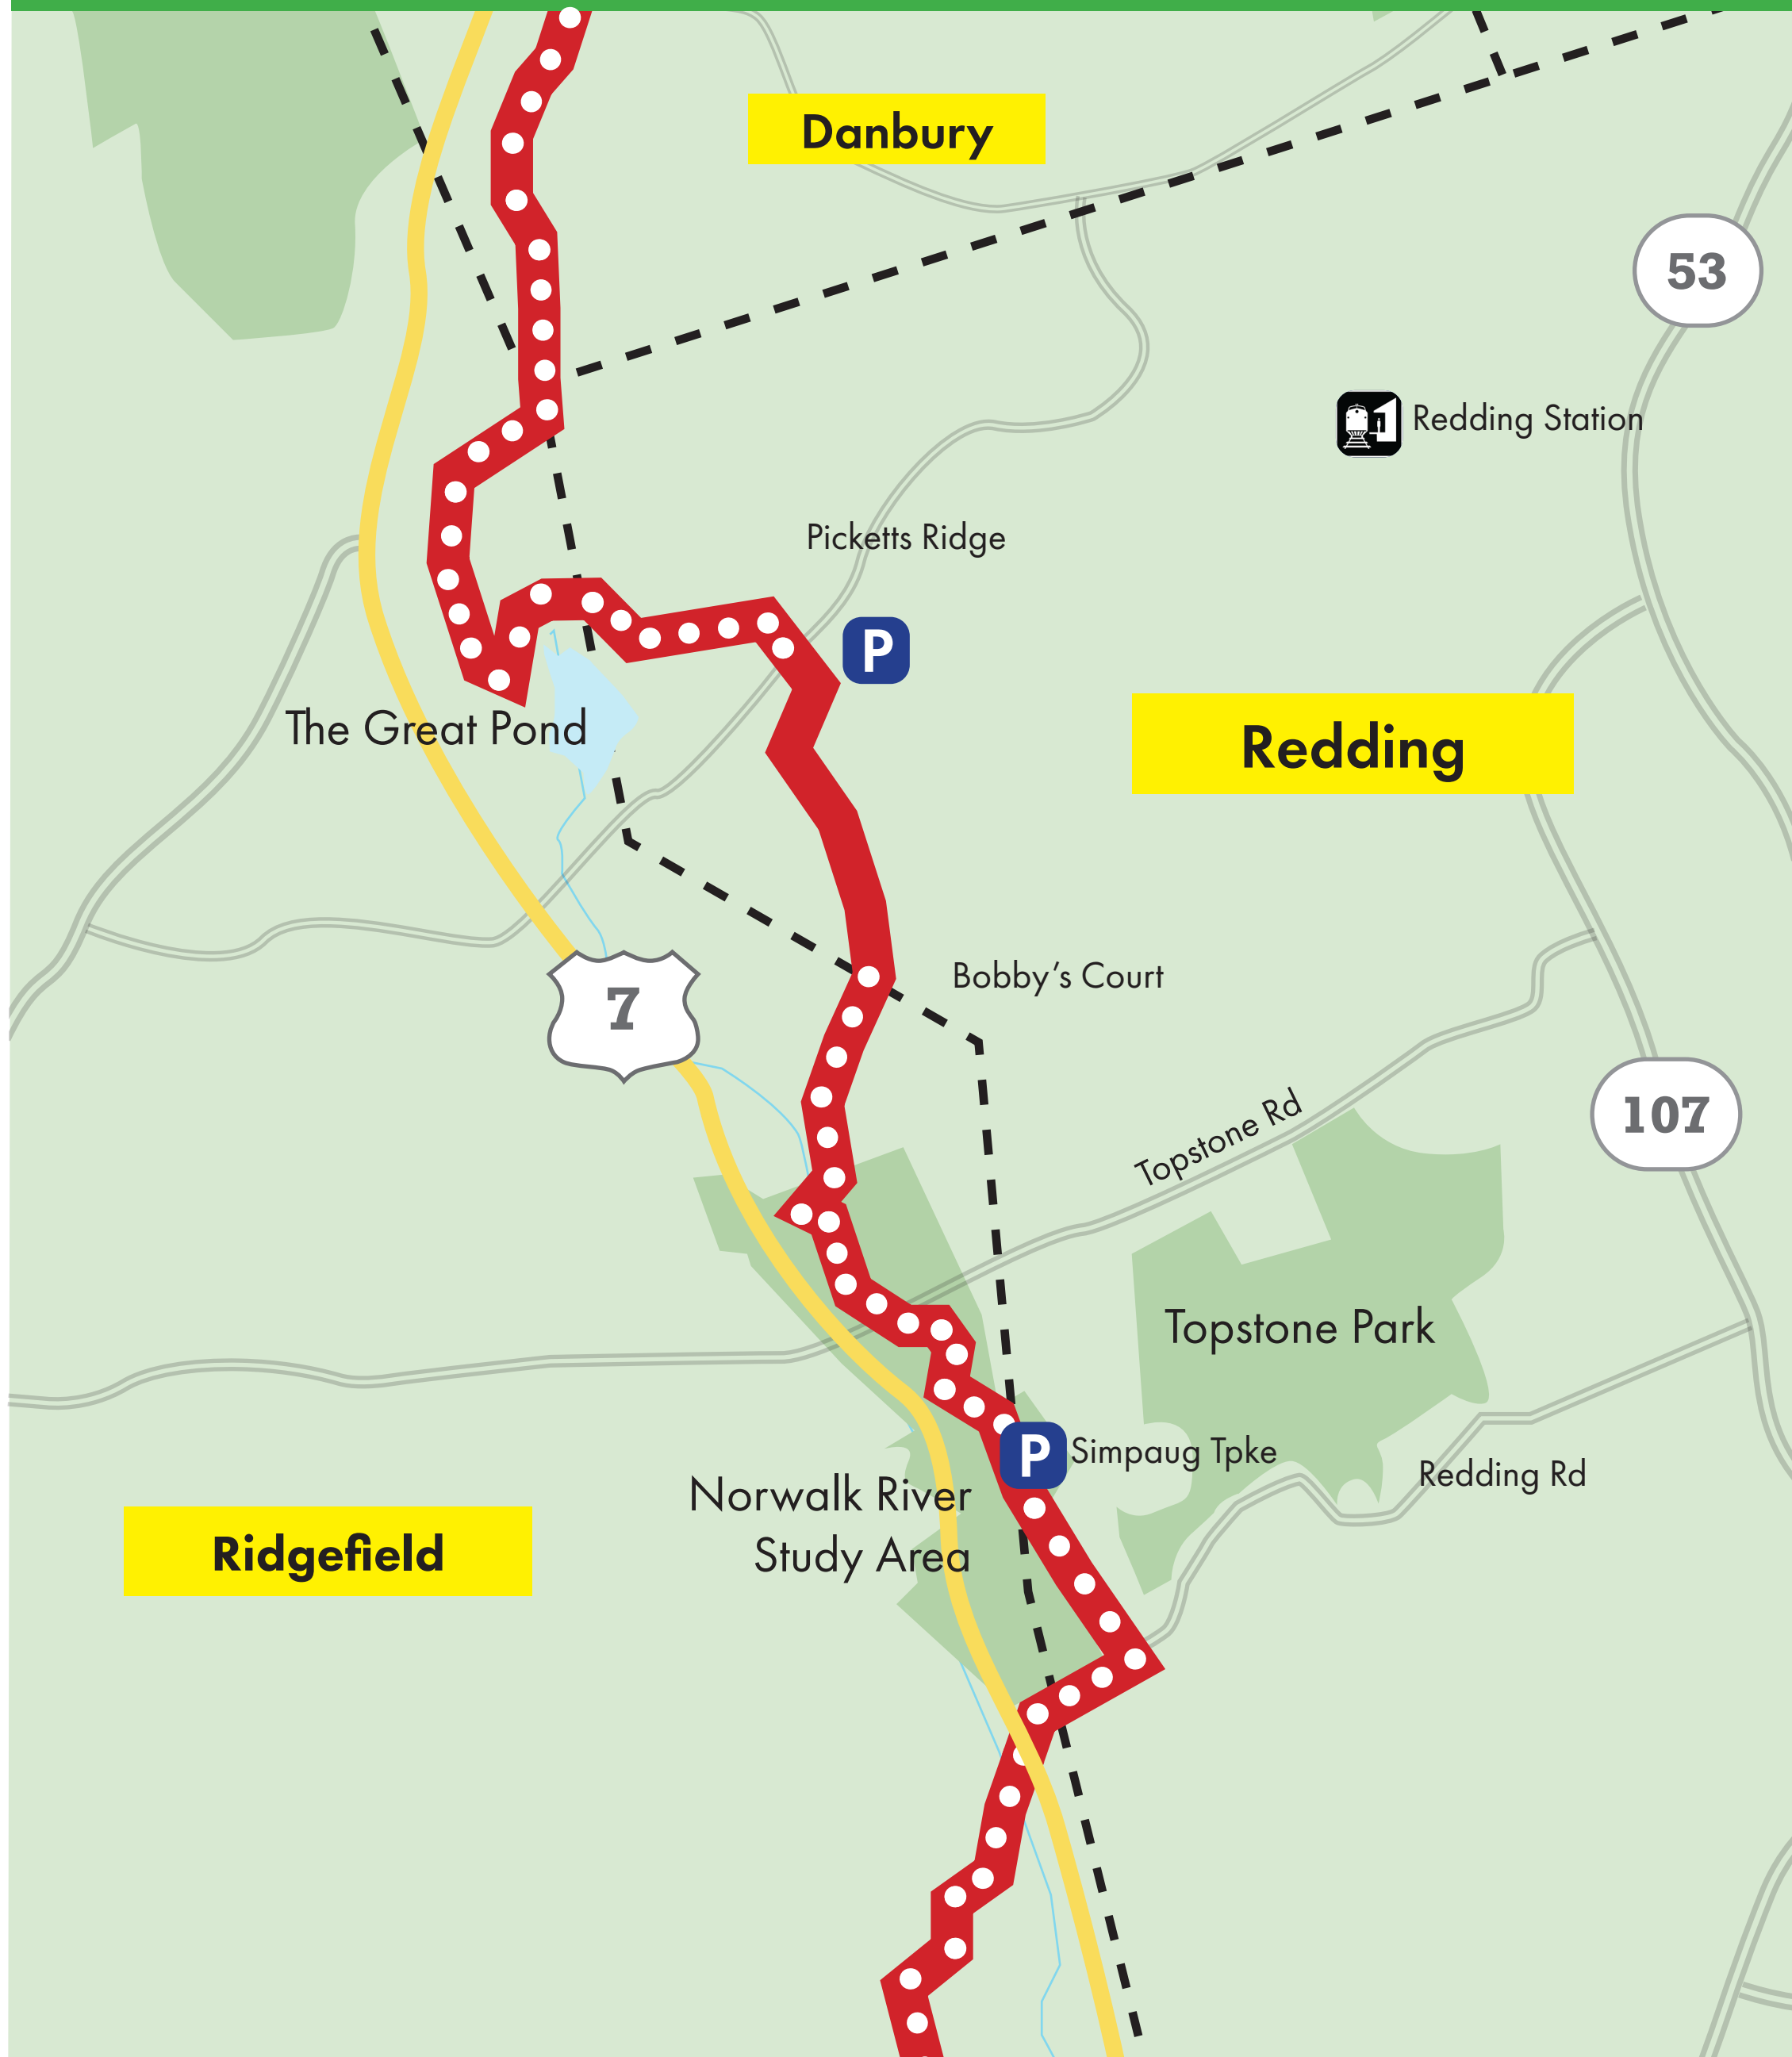 Danbury
53
Redding Station
Picketts Ridge
P
The Great Pond
Redding
Bobby’s Court
7
Topstone Rd
107
Topstone Park
P
Simpaug Tpke
Redding Rd
Norwalk River
Study Area
Ridgefield